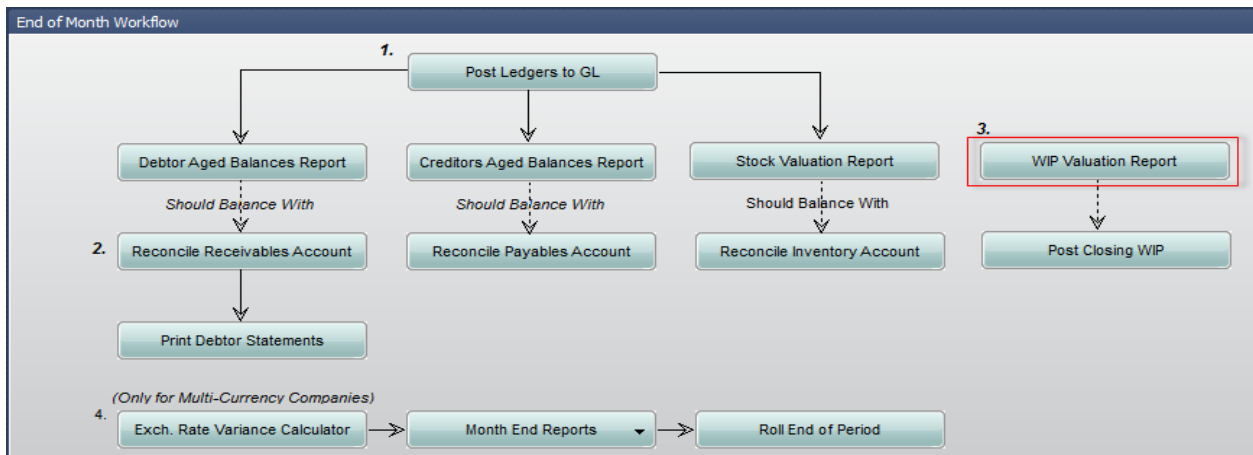 End of Month Workflow
1.
Post Ledgers to GL
3.
Debtor Aged Balances Report
Creditors Aged Balances Report
Stock Valuation Report
WIP Valuation Report
Should Balance With
Should Balance With
Should Balance With
2.
Reconcile Receivables Account
Reconcile Payables Account
Reconcile Inventory Account
Post Closing WIP
Print Debtor Statements
(Only for Multi-Currency Companies)
4.
Exch. Rate Variance Calculator
Month End Reports
Roll End of Period